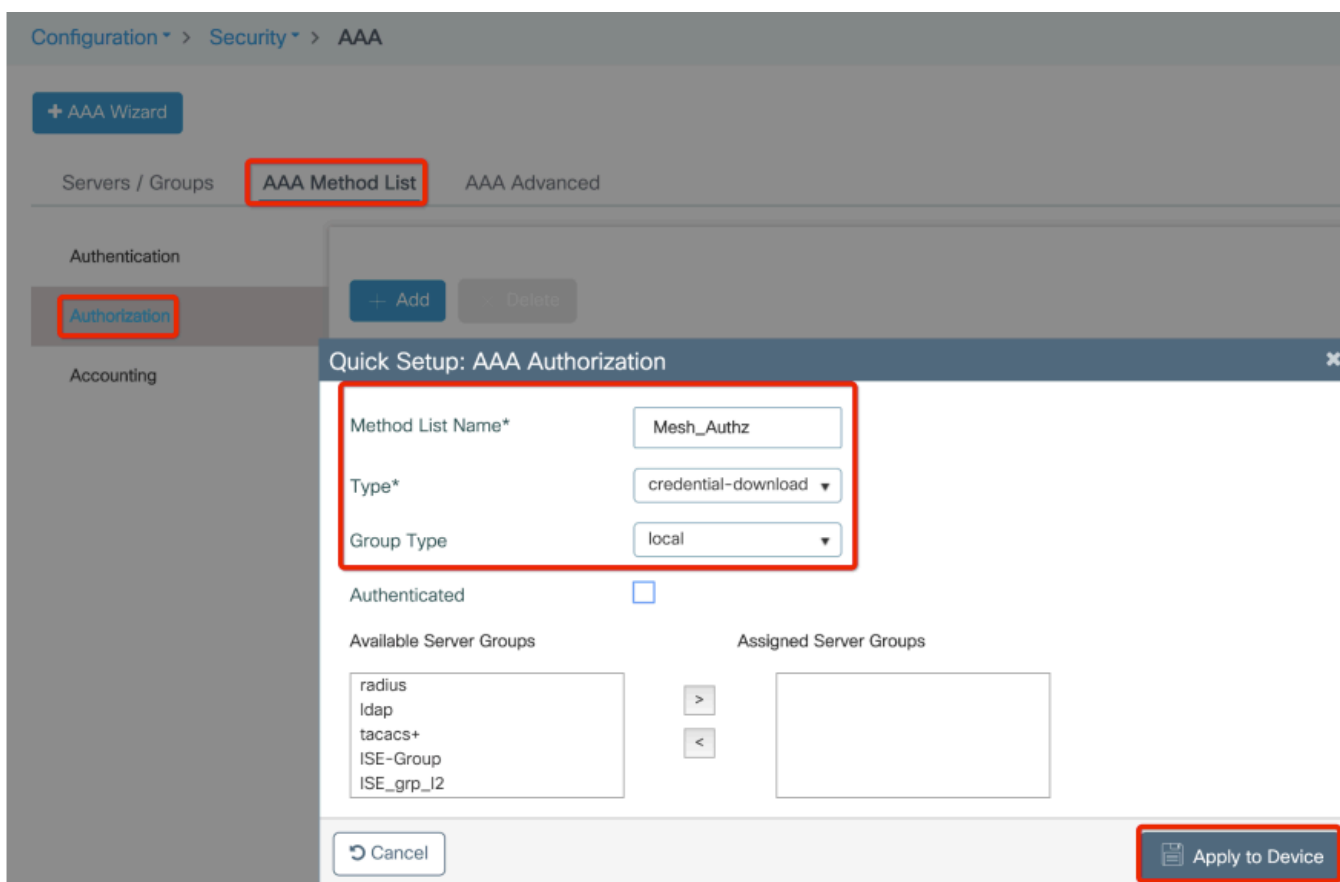 Configuration > Security > AAA
+ AAA Wizard
Servers / Groups AAA Method List AAA Advanced
Authentication
+ Add × Delete
Authorization
Accounting
Quick Setup: AAA Authorization
Method List Name* Mesh_Authz
Type* credential-download
Group Type local
Authenticated
Available Server Groups Assigned Server Groups
radius
ldap
tacacs+
ISE-Group
ISE_grp_l2
>
<
Cancel Apply to Device